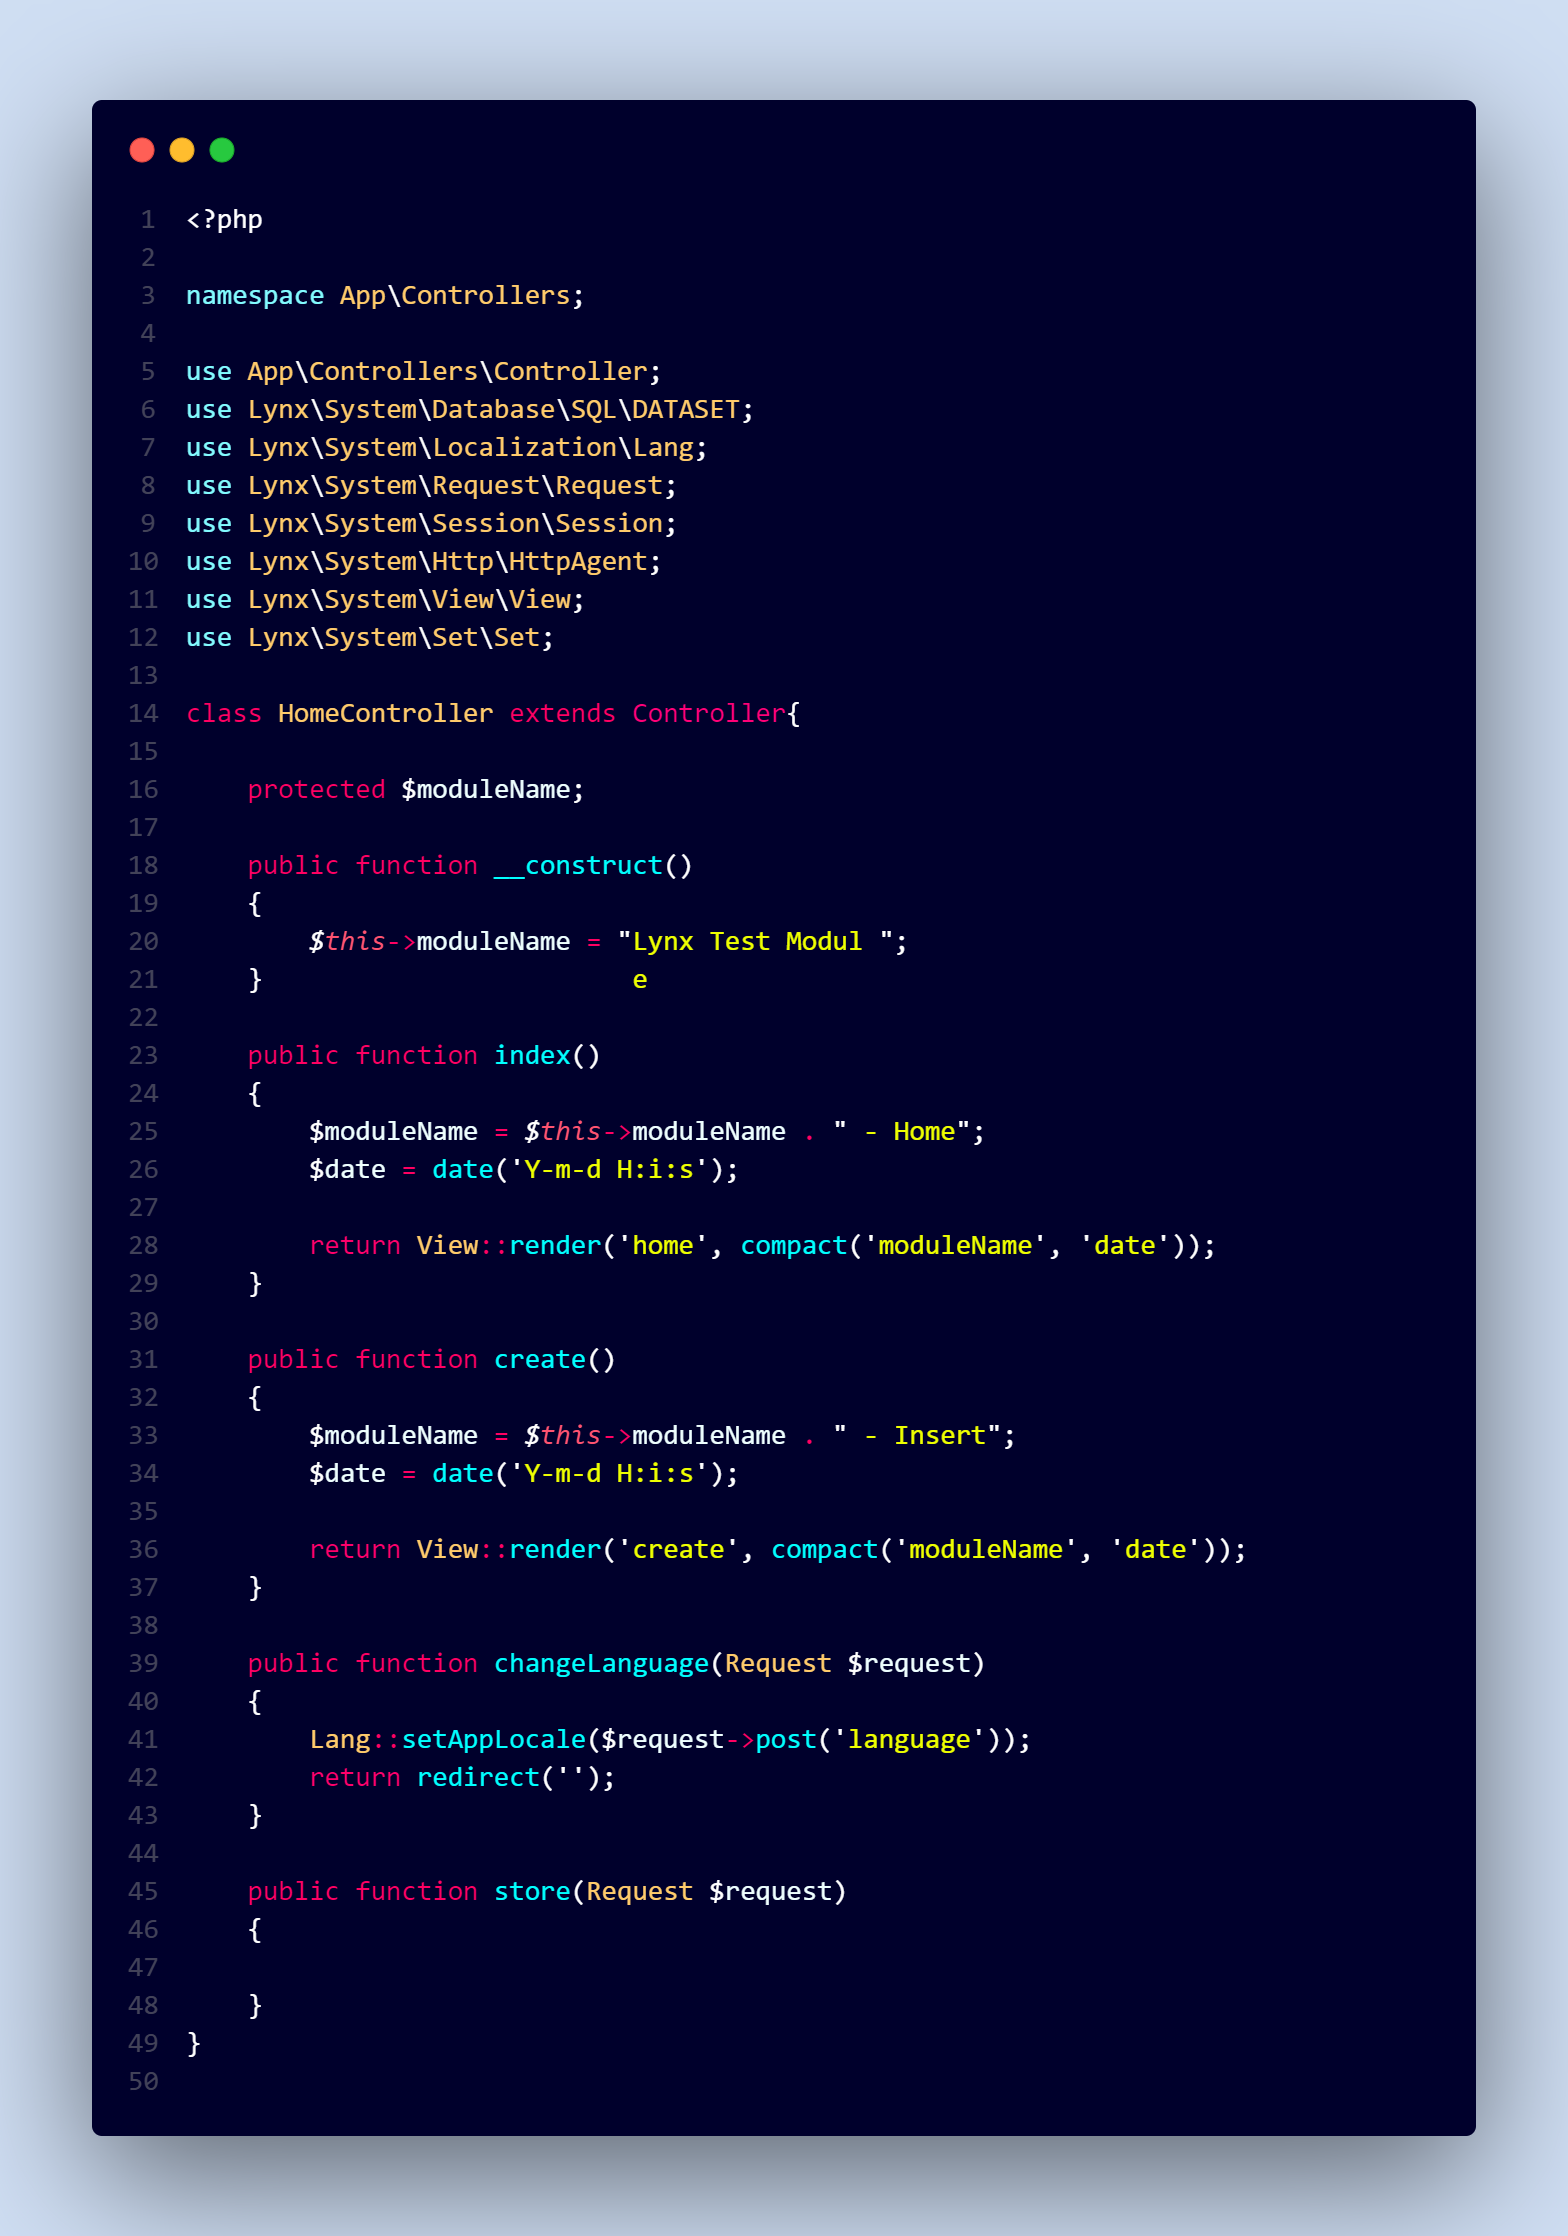 1 <?php
2
3 namespace App\Controllers;
4
5 use App\Controllers\Controller;
6 use Lynx\System\Database\SQL\DATASET;
7 use Lynx\System\Localization\Lang;
8 use Lynx\System\Request\Request;
9 use Lynx\System\Session\Session;
10 use Lynx\System\Http\HttpAgent;
11 use Lynx\System\View\View;
12 use Lynx\System\Set\Set;
13
14 class HomeController extends Controller{
15
16     protected $moduleName;
17
18     public function __construct()
19     {
20         $this->moduleName = "Lynx Test Modul ";
21     }                        e
22
23     public function index()
24     {
25         $moduleName = $this->moduleName . " - Home";
26         $date = date('Y-m-d H:i:s');
27
28         return View::render('home', compact('moduleName', 'date'));
29     }
30
31     public function create()
32     {
33         $moduleName = $this->moduleName . " - Insert";
34         $date = date('Y-m-d H:i:s');
35
36         return View::render('create', compact('moduleName', 'date'));
37     }
38
39     public function changeLanguage(Request $request)
40     {
41         Lang::setAppLocale($request->post('language'));
42         return redirect('');
43     }
44
45     public function store(Request $request)
46     {
47
48     }
49 }
50